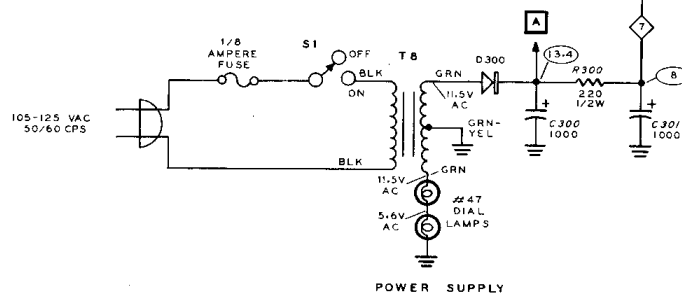 1/8
AMPERE
FUSE
S1
OFF
ON
BLK
T8
GRN
11.5V
AC
D300
A
13.4
R300
220
1/2W
7
8
+
C300
1000
+
C301
1000
105-125 VAC
50/60 CPS
BLK
GRN-
YEL
GRN
11.5V
AC
5.6V
AC
#47
DIAL
LAMPS
POWER SUPPLY